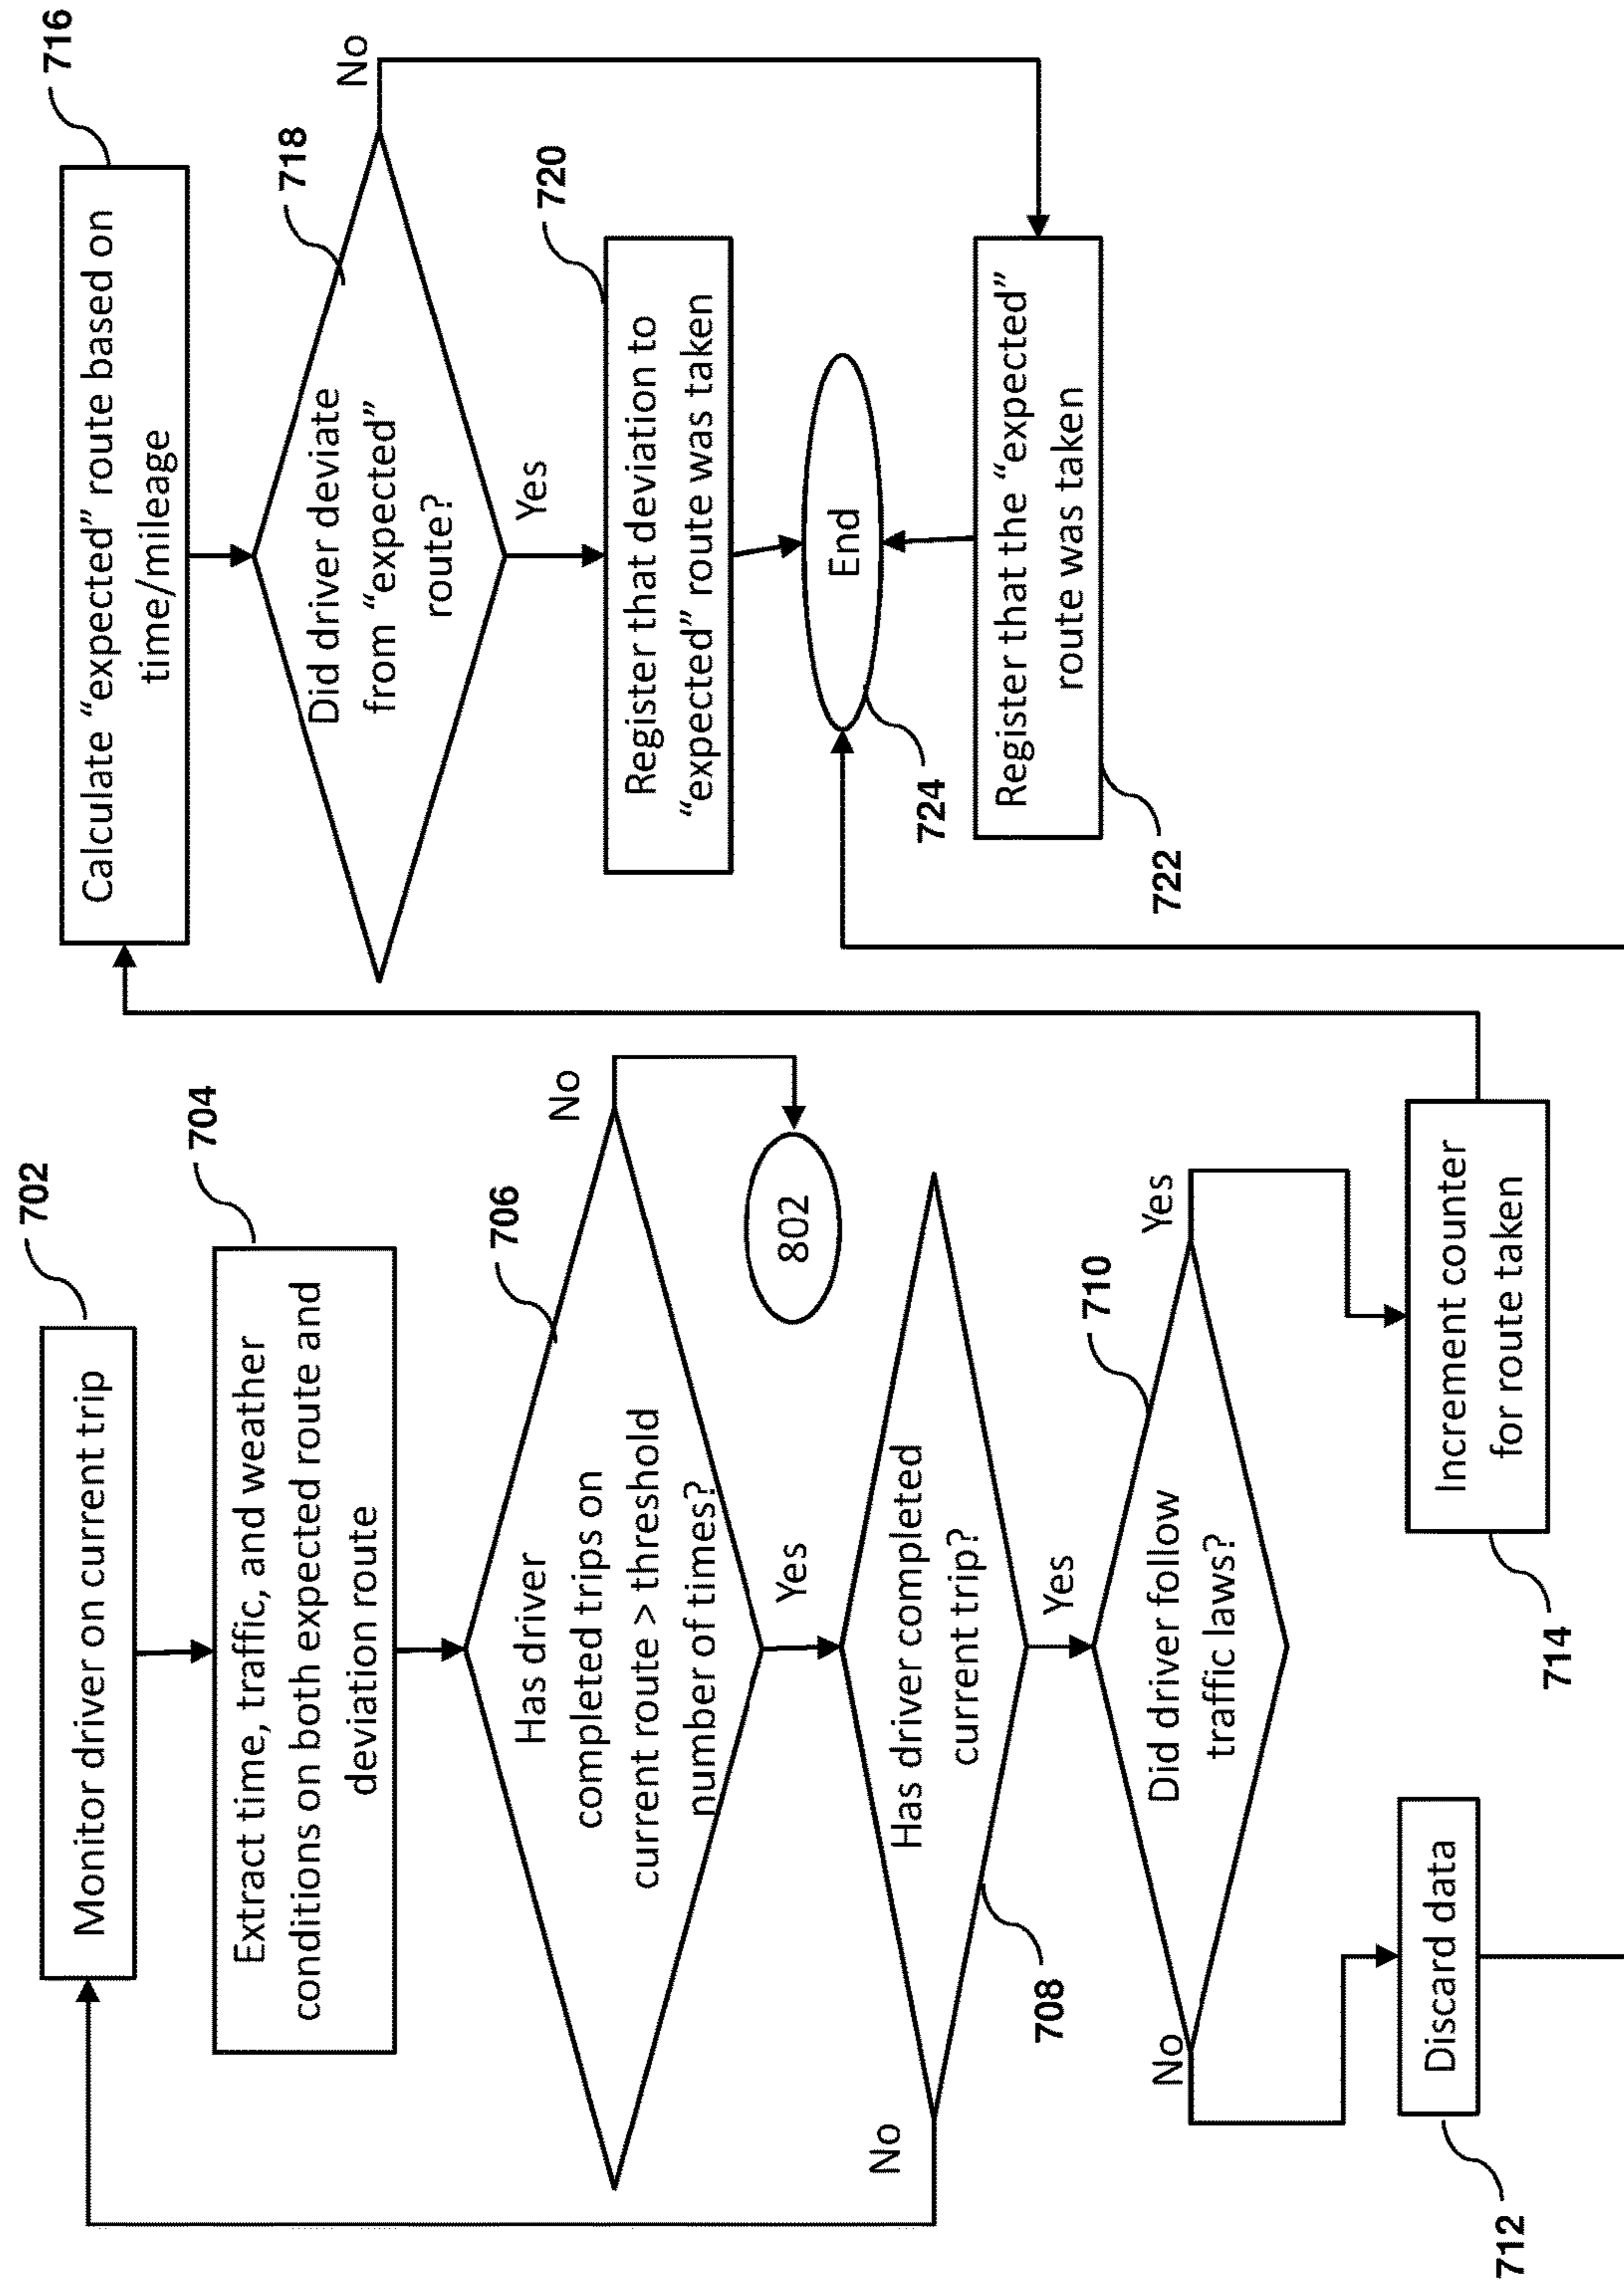 702
Monitor driver on current trip
704
Extract time, traffic, and weather
conditions on both expected route and
deviation route
706
Has driver
completed trips on
current route > threshold
number of times?
No
802
Yes
Has driver completed
current trip?
No
708
Yes
710
Did driver follow
traffic laws?
No
Yes
Discard data
712
Increment counter
for route taken
714
716
Calculate “expected” route based on
time/mileage
718
Did driver deviate
from “expected”
route?
No
Yes
720
Register that deviation to
“expected” route was taken
End
724
Register that the “expected”
route was taken
722